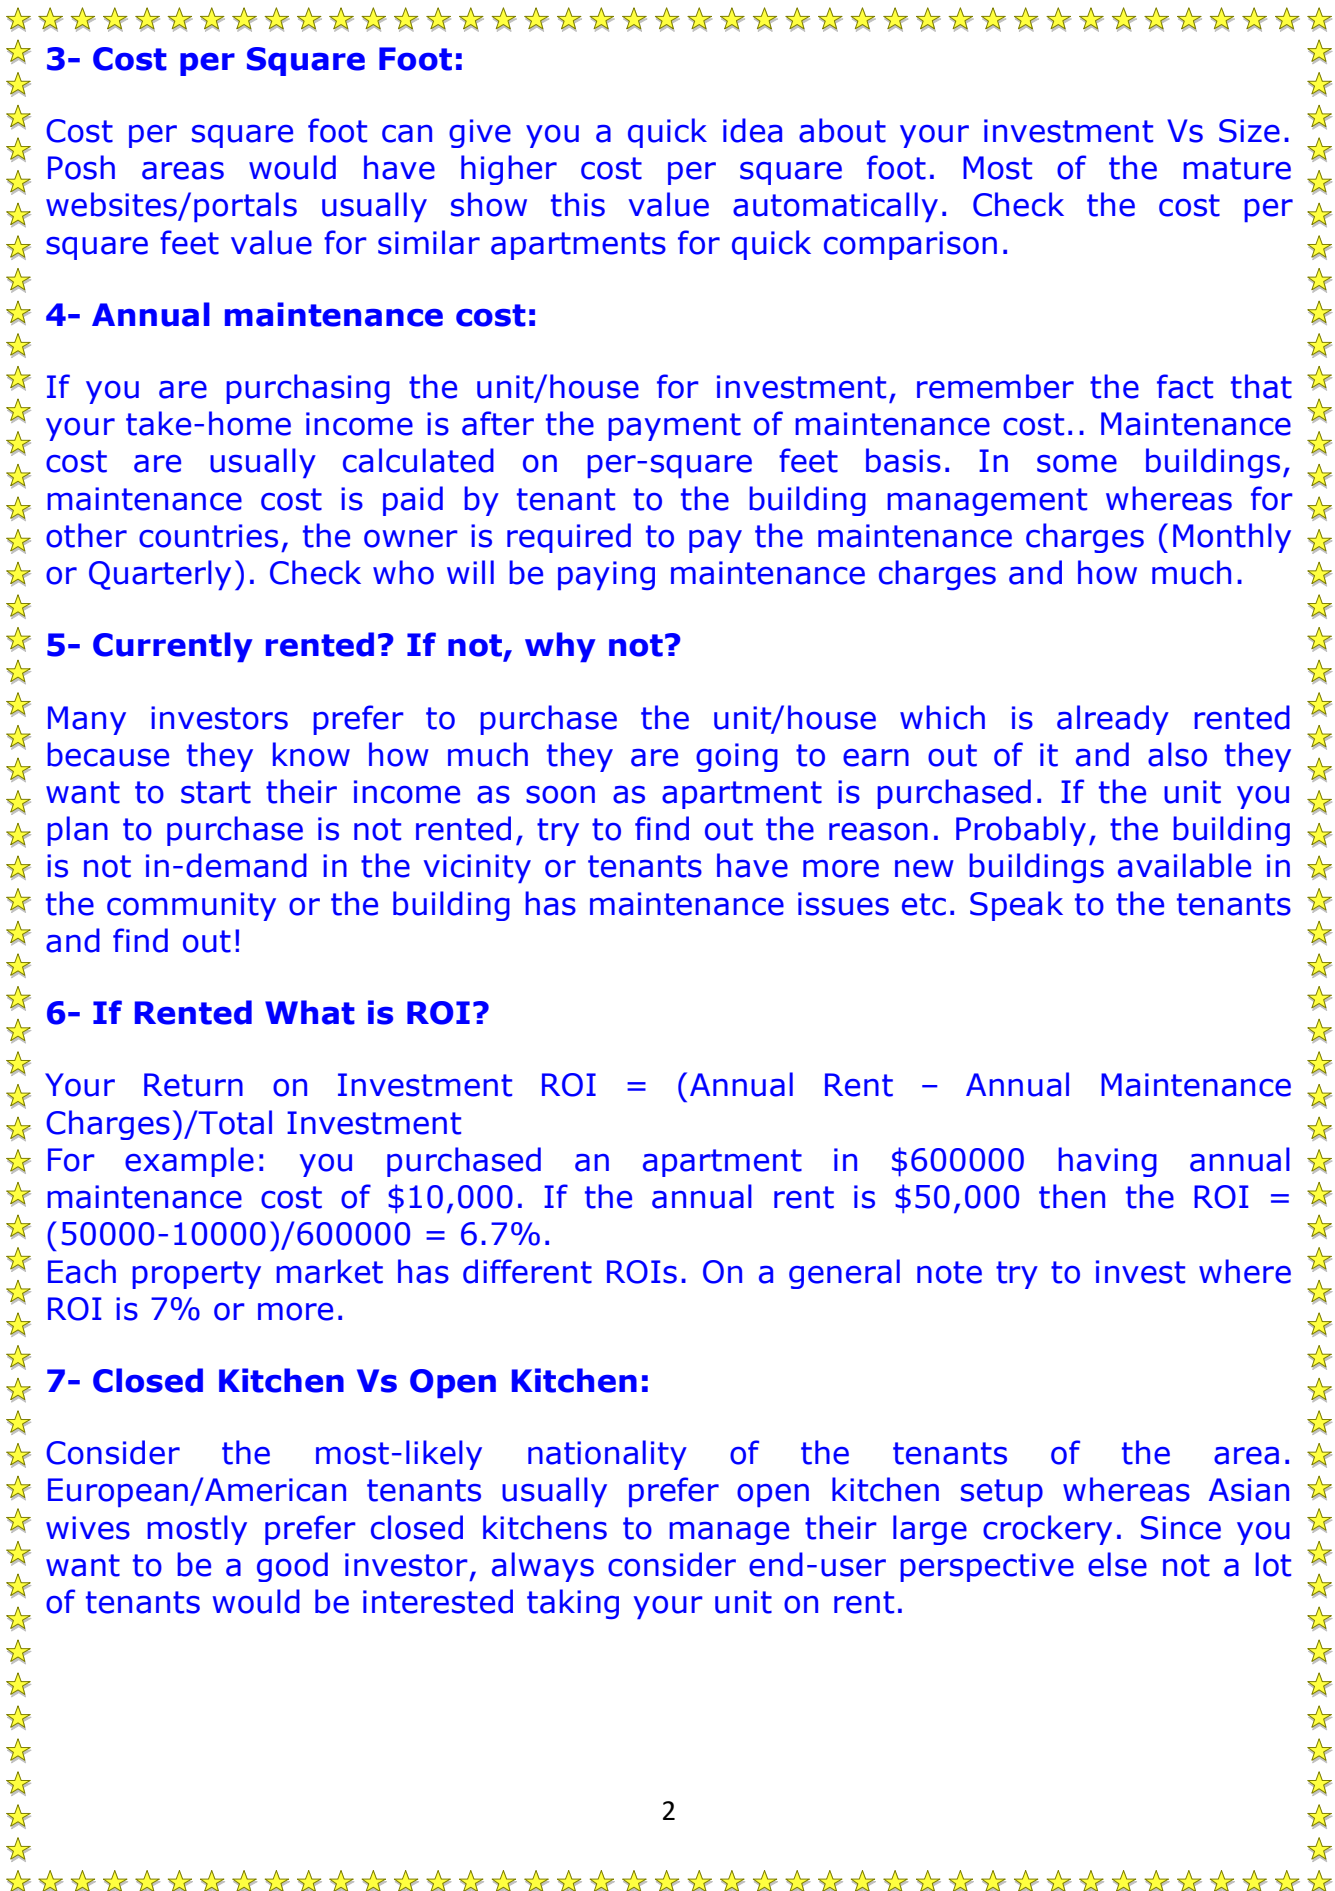 3- Cost per Square Foot:
Cost per square foot can give you a quick idea about your investment Vs Size.
Posh areas would have higher cost per square foot. Most of the mature
websites/portals usually show this value automatically. Check the cost per
square feet value for similar apartments for quick comparison.
4- Annual maintenance cost:
If you are purchasing the unit/house for investment, remember the fact that
your take-home income is after the payment of maintenance cost.. Maintenance
cost are usually calculated on per-square feet basis. In some buildings,
maintenance cost is paid by tenant to the building management whereas for
other countries, the owner is required to pay the maintenance charges (Monthly
or Quarterly). Check who will be paying maintenance charges and how much.
5- Currently rented? If not, why not?
Many investors prefer to purchase the unit/house which is already rented
because they know how much they are going to earn out of it and also they
want to start their income as soon as apartment is purchased. If the unit you
plan to purchase is not rented, try to find out the reason. Probably, the building
is not in-demand in the vicinity or tenants have more new buildings available in
the community or the building has maintenance issues etc. Speak to the tenants
and find out!
6- If Rented What is ROI?
Your Return on Investment ROI = (Annual Rent – Annual Maintenance
Charges)/Total Investment
For example: you purchased an apartment in $600000 having annual
maintenance cost of $10,000. If the annual rent is $50,000 then the ROI =
(50000-10000)/600000 = 6.7%.
Each property market has different ROIs. On a general note try to invest where
ROI is 7% or more.
7- Closed Kitchen Vs Open Kitchen:
Consider the most-likely nationality of the tenants of the area.
European/American tenants usually prefer open kitchen setup whereas Asian
wives mostly prefer closed kitchens to manage their large crockery. Since you
want to be a good investor, always consider end-user perspective else not a lot
of tenants would be interested taking your unit on rent.
2